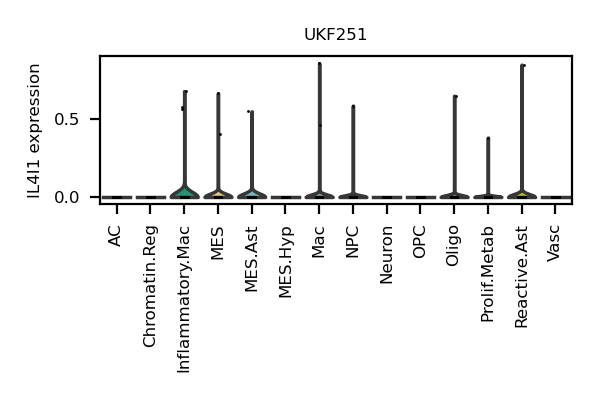 UKF251
IL4I1 expression
0.5
0.0
AC
Chromatin.Reg
Inflammatory.Mac
MES
MES.Ast
MES.Hyp
Mac
NPC
Neuron
OPC
Oligo
Prolif.Metab
Reactive.Ast
Vasc